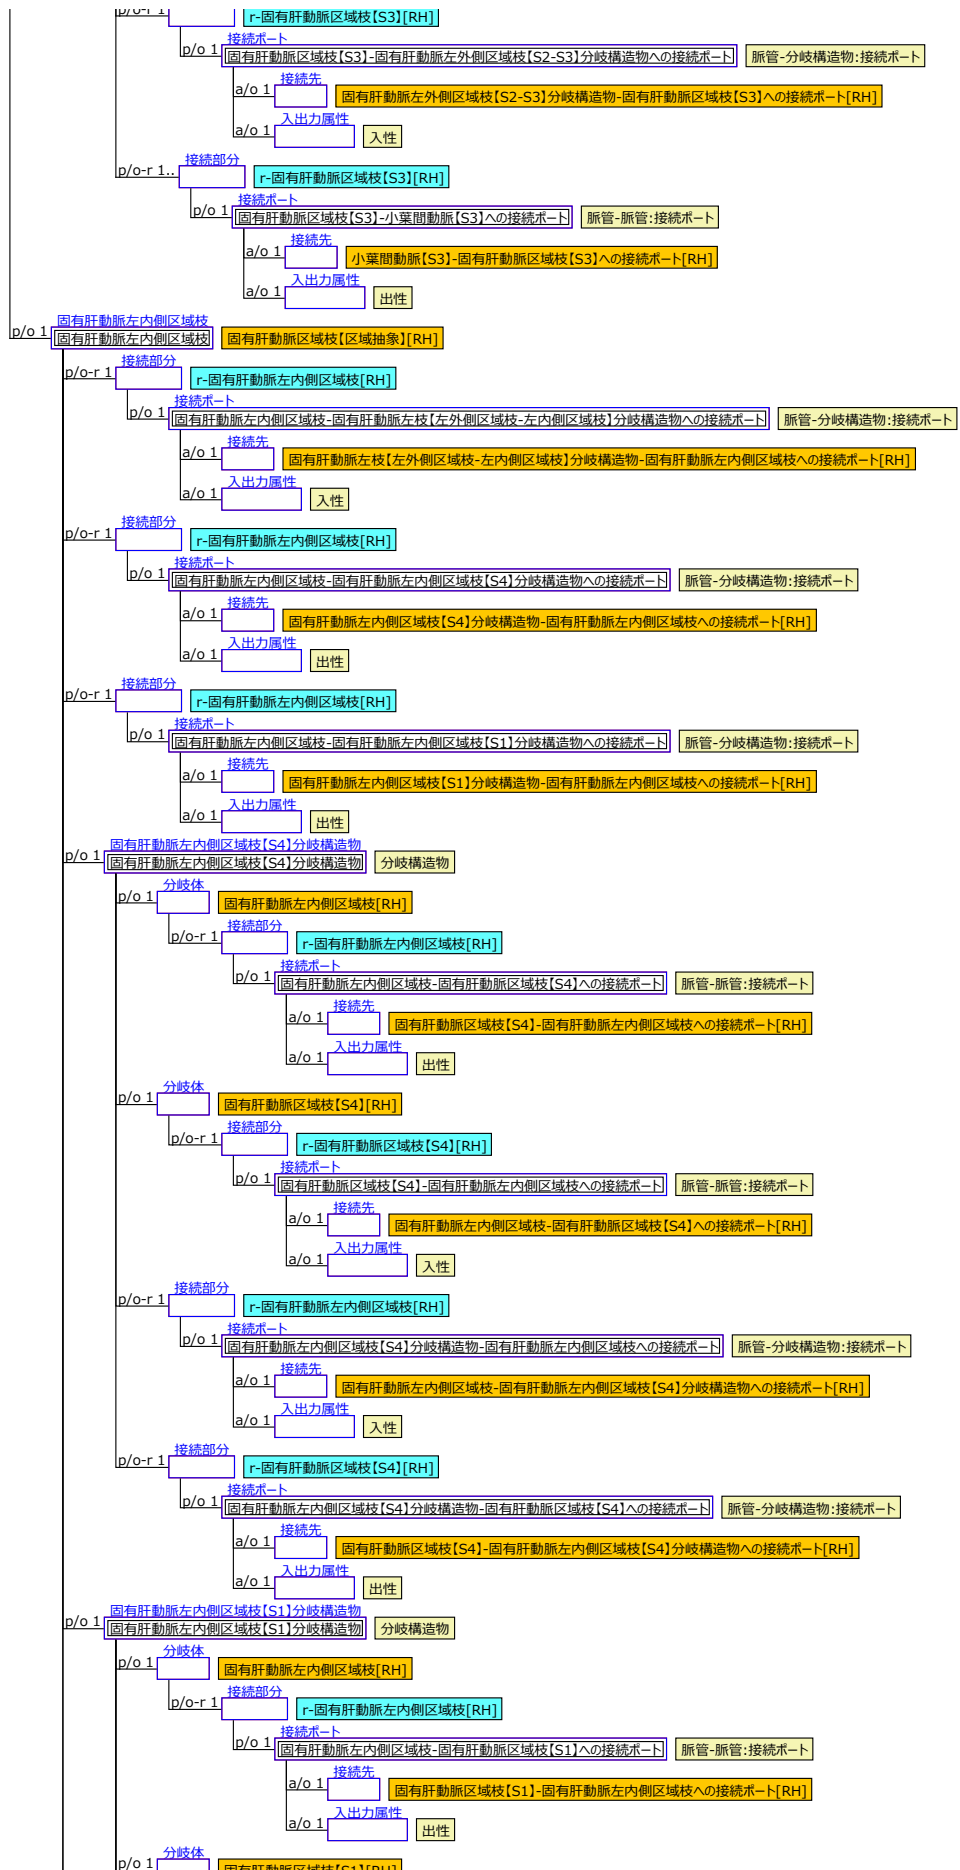 p/o-r 1 r-固有肝動脈区域枝【S3】[RH]
接続ポート
p/o 1 固有肝動脈区域枝【S3】-固有肝動脈左外側区域枝【S2-S3】分岐構造物への接続ポート 脈管-分岐構造物:接続ポート
接続先
a/o 1 固有肝動脈左外側区域枝【S2-S3】分岐構造物-固有肝動脈区域枝【S3】への接続ポート[RH]
入出力属性
a/o 1 入性
接続部分
p/o-r 1.. r-固有肝動脈区域枝【S3】[RH]
接続ポート
p/o 1 固有肝動脈区域枝【S3】-小葉間動脈【S3】への接続ポート 脈管-脈管:接続ポート
接続先
a/o 1 小葉間動脈【S3】-固有肝動脈区域枝【S3】への接続ポート[RH]
入出力属性
a/o 1 出性
固有肝動脈左内側区域枝
p/o 1 固有肝動脈左内側区域枝 固有肝動脈区域枝【区域抽象】[RH]
接続部分
p/o-r 1 r-固有肝動脈左内側区域枝[RH]
接続ポート
p/o 1 固有肝動脈左内側区域枝-固有肝動脈左枝【左外側区域枝-左内側区域枝】分岐構造物への接続ポート 脈管-分岐構造物:接続ポート
接続先
a/o 1 固有肝動脈左枝【左外側区域枝-左内側区域枝】分岐構造物-固有肝動脈左内側区域枝への接続ポート[RH]
入出力属性
a/o 1 入性
接続部分
p/o-r 1 r-固有肝動脈左内側区域枝[RH]
接続ポート
p/o 1 固有肝動脈左内側区域枝-固有肝動脈左内側区域枝【S4】分岐構造物への接続ポート 脈管-分岐構造物:接続ポート
接続先
a/o 1 固有肝動脈左内側区域枝【S4】分岐構造物-固有肝動脈左内側区域枝への接続ポート[RH]
入出力属性
a/o 1 出性
接続部分
p/o-r 1 r-固有肝動脈左内側区域枝[RH]
接続ポート
p/o 1 固有肝動脈左内側区域枝-固有肝動脈左内側区域枝【S1】分岐構造物への接続ポート 脈管-分岐構造物:接続ポート
接続先
a/o 1 固有肝動脈左内側区域枝【S1】分岐構造物-固有肝動脈左内側区域枝への接続ポート[RH]
入出力属性
a/o 1 出性
固有肝動脈左内側区域枝【S4】分岐構造物
p/o 1 固有肝動脈左内側区域枝【S4】分岐構造物 分岐構造物
分岐体
p/o 1 固有肝動脈左内側区域枝[RH]
接続部分
p/o-r 1 r-固有肝動脈左内側区域枝[RH]
接続ポート
p/o 1 固有肝動脈左内側区域枝-固有肝動脈区域枝【S4】への接続ポート 脈管-脈管:接続ポート
接続先
a/o 1 固有肝動脈区域枝【S4】-固有肝動脈左内側区域枝への接続ポート[RH]
入出力属性
a/o 1 出性
分岐体
p/o 1 固有肝動脈区域枝【S4】[RH]
接続部分
p/o-r 1 r-固有肝動脈区域枝【S4】[RH]
接続ポート
p/o 1 固有肝動脈区域枝【S4】-固有肝動脈左内側区域枝への接続ポート 脈管-脈管:接続ポート
接続先
a/o 1 固有肝動脈左内側区域枝-固有肝動脈区域枝【S4】への接続ポート[RH]
入出力属性
a/o 1 入性
接続部分
p/o-r 1 r-固有肝動脈左内側区域枝[RH]
接続ポート
p/o 1 固有肝動脈左内側区域枝【S4】分岐構造物-固有肝動脈左内側区域枝への接続ポート 脈管-分岐構造物:接続ポート
接続先
a/o 1 固有肝動脈左内側区域枝-固有肝動脈左内側区域枝【S4】分岐構造物への接続ポート[RH]
入出力属性
a/o 1 入性
接続部分
p/o-r 1 r-固有肝動脈区域枝【S4】[RH]
接続ポート
p/o 1 固有肝動脈左内側区域枝【S4】分岐構造物-固有肝動脈区域枝【S4】への接続ポート 脈管-分岐構造物:接続ポート
接続先
a/o 1 固有肝動脈区域枝【S4】-固有肝動脈左内側区域枝【S4】分岐構造物への接続ポート[RH]
入出力属性
a/o 1 出性
固有肝動脈左内側区域枝【S1】分岐構造物
p/o 1 固有肝動脈左内側区域枝【S1】分岐構造物 分岐構造物
分岐体
p/o 1 固有肝動脈左内側区域枝[RH]
接続部分
p/o-r 1 r-固有肝動脈左内側区域枝[RH]
接続ポート
p/o 1 固有肝動脈左内側区域枝-固有肝動脈区域枝【S1】への接続ポート 脈管-脈管:接続ポート
接続先
a/o 1 固有肝動脈区域枝【S1】-固有肝動脈左内側区域枝への接続ポート[RH]
入出力属性
a/o 1 出性
分岐体
p/o 1 固有肝動脈区域枝【S1】[RH]